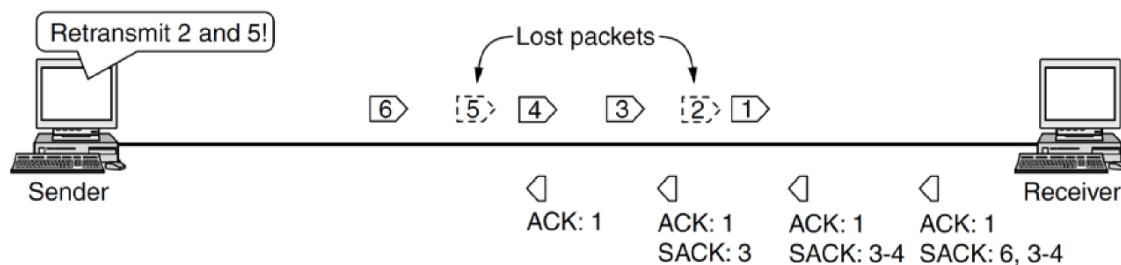 Retransmit 2 and 5!
Lost packets
6 5 4 3 2 1
Sender
Receiver
ACK: 1
ACK: 1
SACK: 3
ACK: 1
SACK: 3-4
ACK: 1
SACK: 6, 3-4